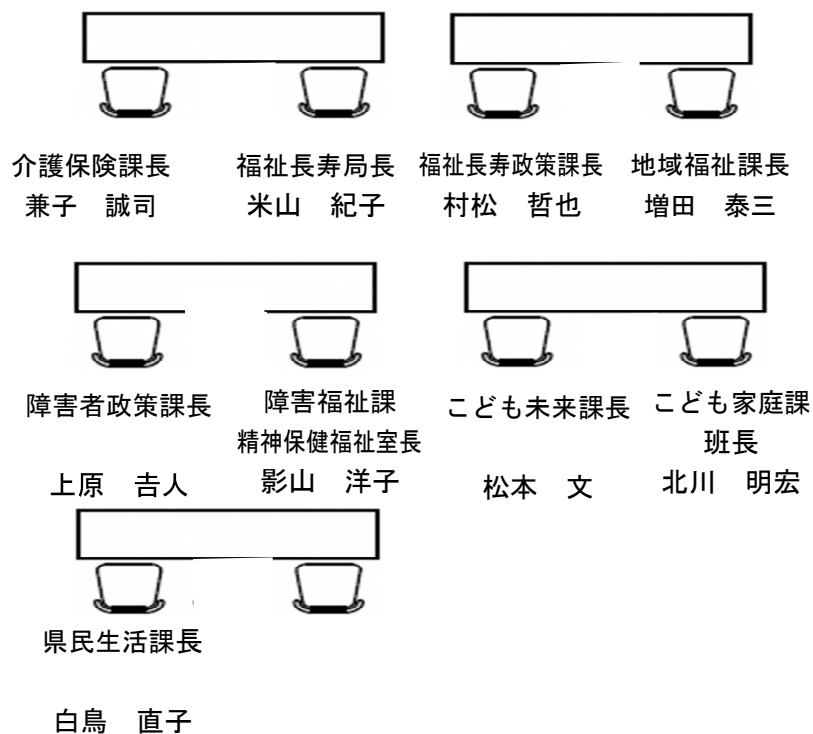 介護保険課長　福祉長寿局長　福祉長寿政策課長　地域福祉課長
兼子　誠司　米山　紀子　村松　哲也　増田　泰三
障害者政策課長　障害福祉課　こども未来課長　こども家庭課
精神保健福祉室長　班長
上原　𠮷人　影山　洋子　松本　文　北川　明宏
県民生活課長
白鳥　直子